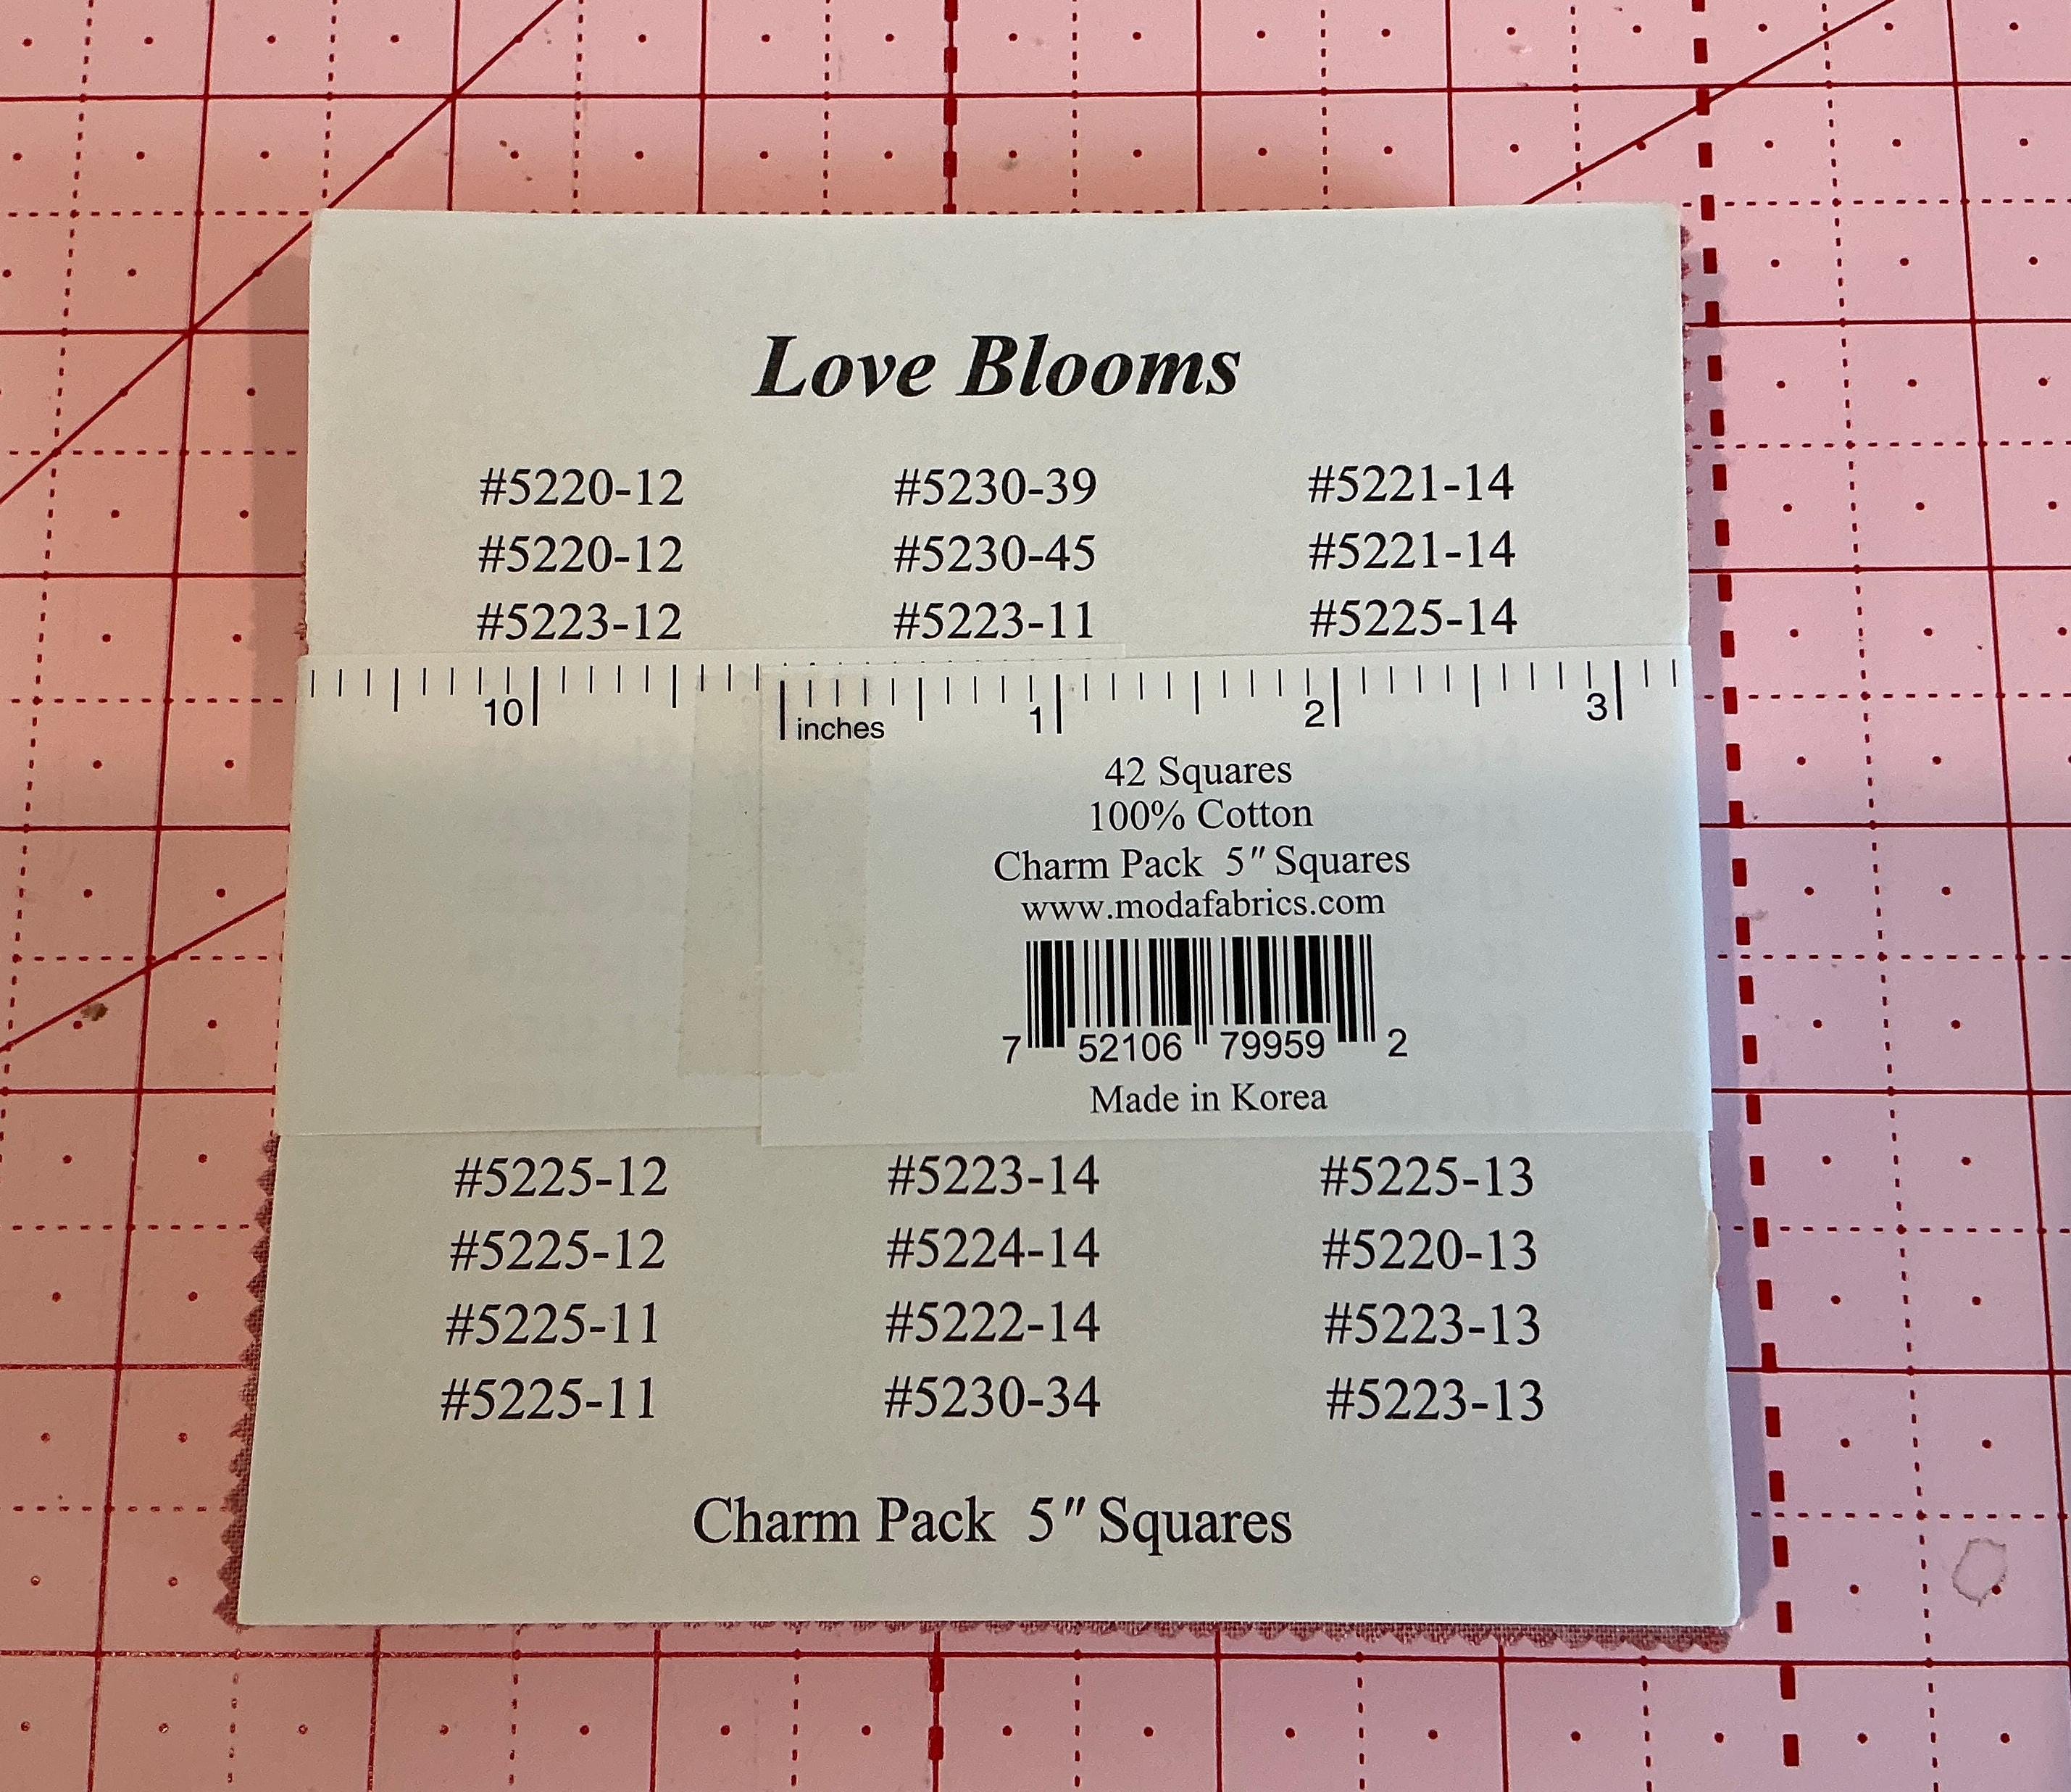 Love Blooms
#5220-12 #5230-39 #5221-14
#5220-12 #5230-45 #5221-14
#5223-12 #5223-11 #5225-14
10 inches 1 2 3
42 Squares
100% Cotton
Charm Pack 5" Squares
www.modafabrics.com
7 52106 79959 2
Made in Korea
#5225-12 #5223-14 #5225-13
#5225-12 #5224-14 #5220-13
#5225-11 #5222-14 #5223-13
#5225-11 #5230-34 #5223-13
Charm Pack 5" Squares